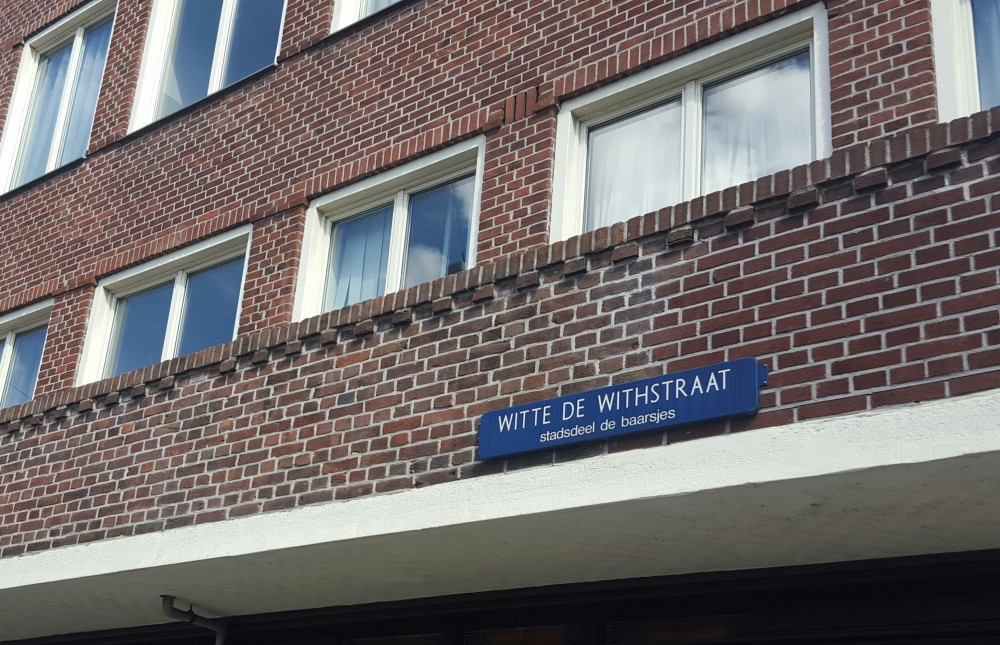 WITTE DE WITHSTRAAT
stadsdeel de baarsjes